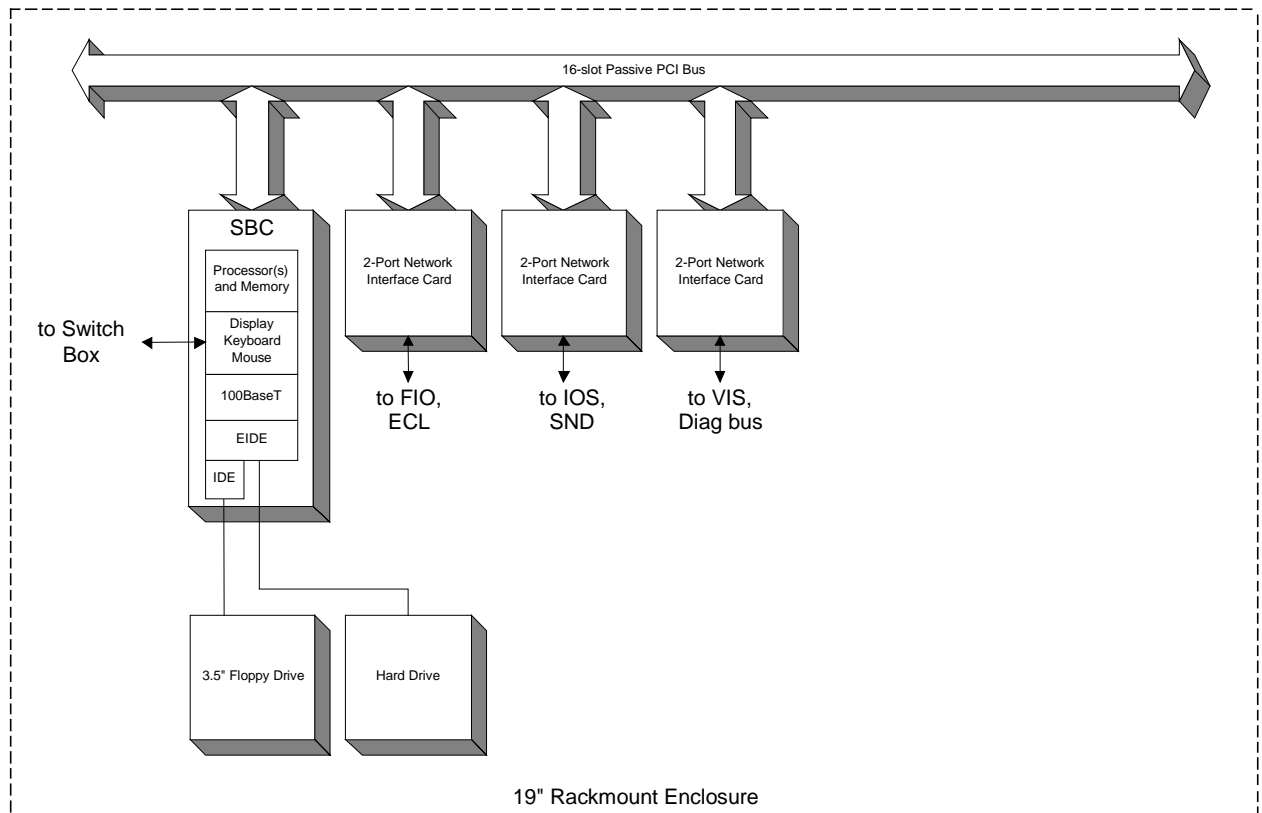 16-slot Passive PCI Bus
SBC
Processor(s)
and Memory
Display
Keyboard
Mouse
100BaseT
EIDE
IDE
to Switch
Box
2-Port Network
Interface Card
to FIO,
ECL
2-Port Network
Interface Card
to IOS,
SND
2-Port Network
Interface Card
to VIS,
Diag bus
3.5" Floppy Drive
Hard Drive
19" Rackmount Enclosure